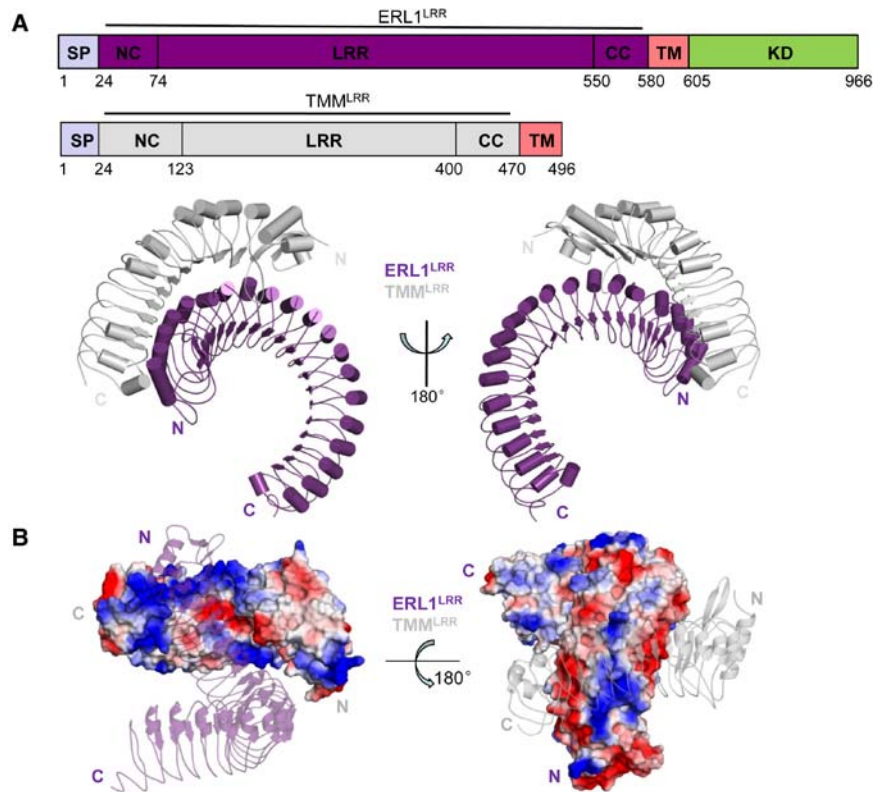 A
ERL1LRR
SP NC LRR CC TM KD
1 24 74 550 580 605 966
TMMLRR
SP NC LRR CC TM
1 24 123 400 470 496
N N
ERL1LRR
TMMLRR
180°
C N N C
C C
B
N
C
N
C
ERL1LRR
TMMLRR
180°
C
N
C
N